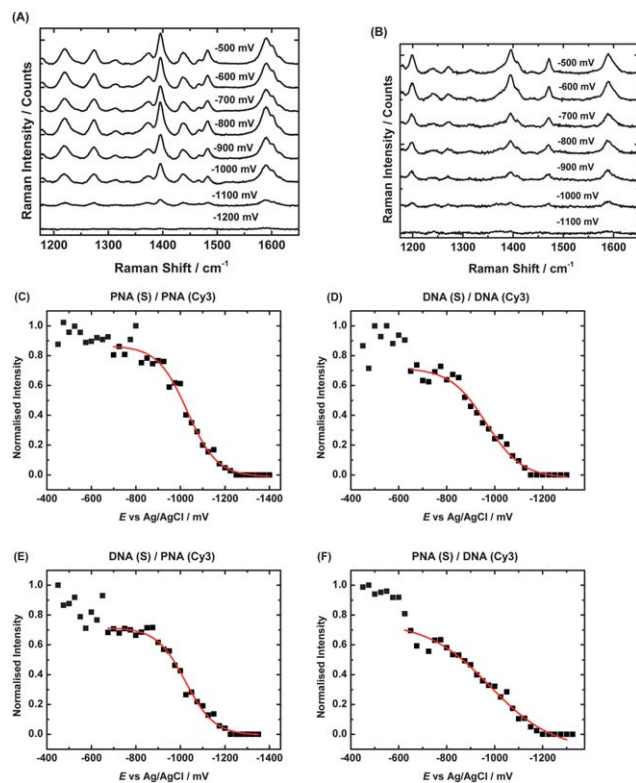 (A)
Raman Intensity / Counts
-500 mV
-600 mV
-700 mV
-800 mV
-900 mV
-1000 mV
-1100 mV
-1200 mV
1200 1300 1400 1500 1600
Raman Shift / cm⁻¹
(B)
Raman Intensity / Counts
-500 mV
-600 mV
-700 mV
-800 mV
-900 mV
-1000 mV
-1100 mV
1200 1300 1400 1500 1600
Raman Shift / cm⁻¹
(C) PNA (S) / PNA (Cy3)
Normalised Intensity
1.0
0.8
0.6
0.4
0.2
0.0
-400 -600 -800 -1000 -1200 -1400
E vs Ag/AgCl / mV
(D) DNA (S) / DNA (Cy3)
Normalised Intensity
1.0
0.8
0.6
0.4
0.2
0.0
-400 -600 -800 -1000 -1200
E vs Ag/AgCl / mV
(E) DNA (S) / PNA (Cy3)
Normalised Intensity
1.0
0.8
0.6
0.4
0.2
0.0
-400 -600 -800 -1000 -1200 -1400
E vs Ag/AgCl / mV
(F) PNA (S) / DNA (Cy3)
Normalised Intensity
1.0
0.8
0.6
0.4
0.2
0.0
-400 -600 -800 -1000 -1200
E vs Ag/AgCl / mV